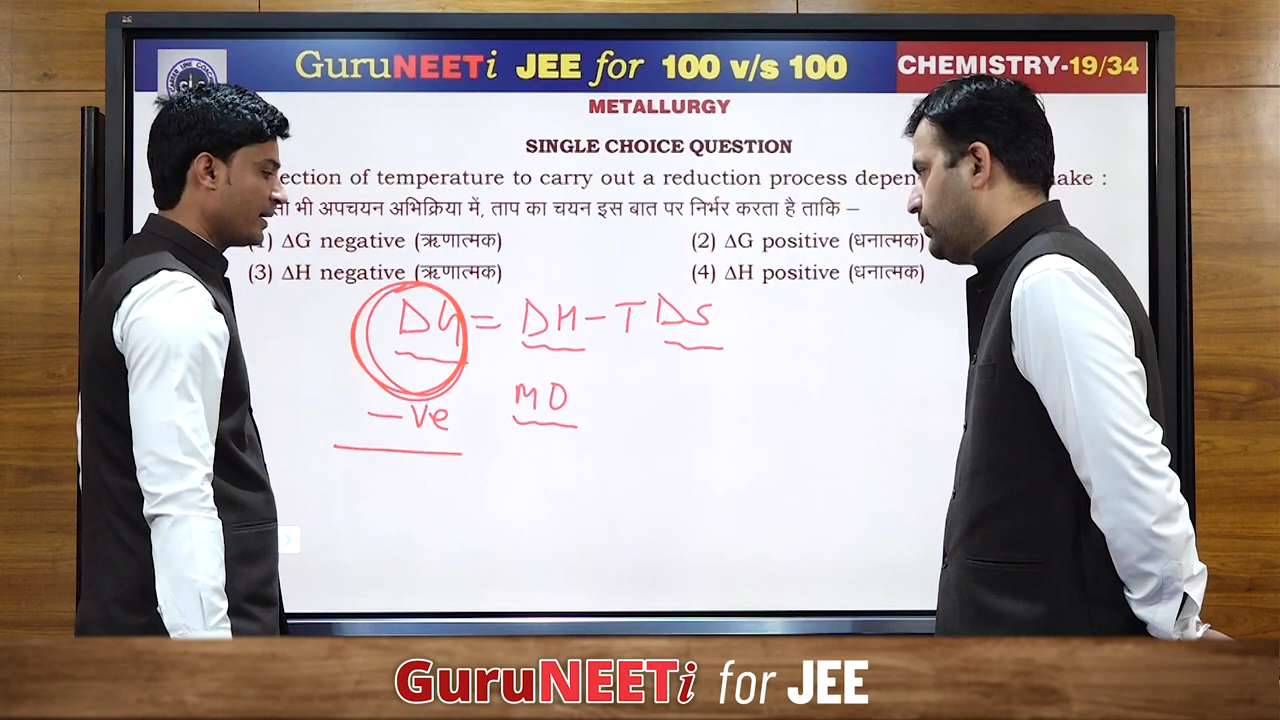 GuruNEETi JEE for 100 v/s 100 CHEMISTRY-19/34
METALLURGY
SINGLE CHOICE QUESTION
ection of temperature to carry out a reduction process depen ake :
भी अपचयन अभिक्रिया में, ताप का चयन इस बात पर निर्भर करता है ताकि –
(1) ΔG negative (ऋणात्मक) (2) ΔG positive (धनात्मक)
(3) ΔH negative (ऋणात्मक) (4) ΔH positive (धनात्मक)
ΔG = ΔH - TΔS
-ve MO
GuruNEETi for JEE